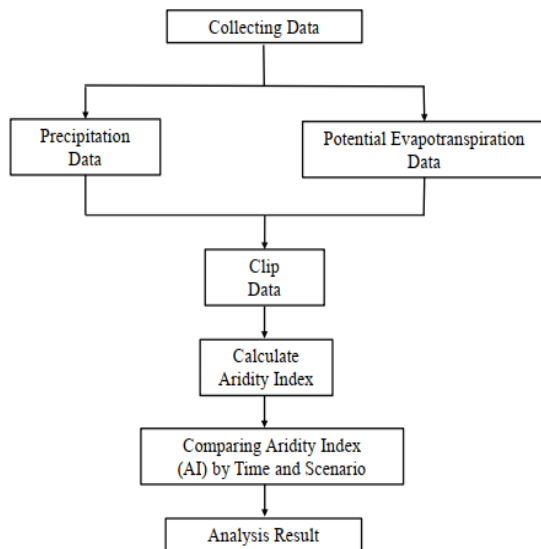 Collecting Data
Precipitation
Data
Potential Evapotranspiration
Data
Clip
Data
Calculate
Aridity Index
Comparing Aridity Index
(AI) by Time and Scenario
Analysis Result